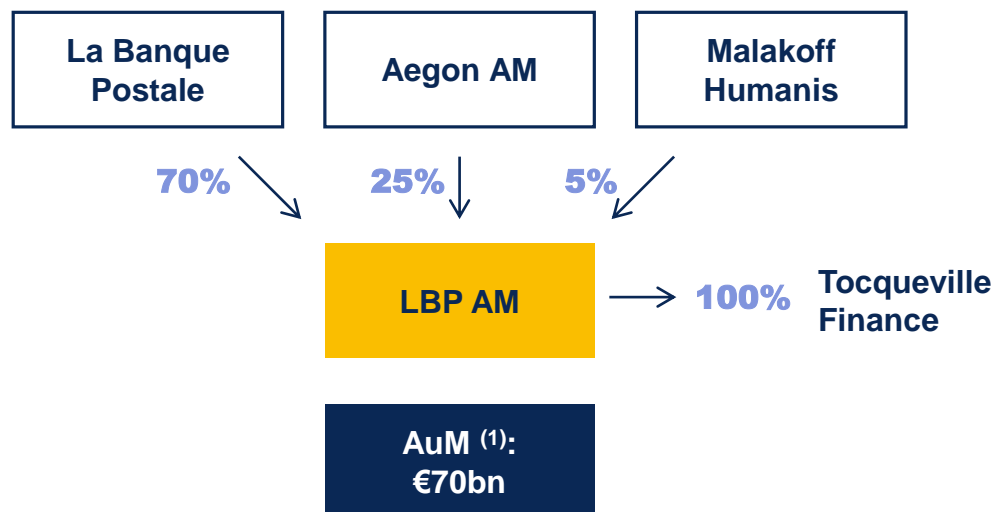 La Banque
Postale
Aegon AM
Malakoff
Humanis
70%
25%
5%
LBP AM
100%
Tocqueville
Finance
AuM (1):
€70bn